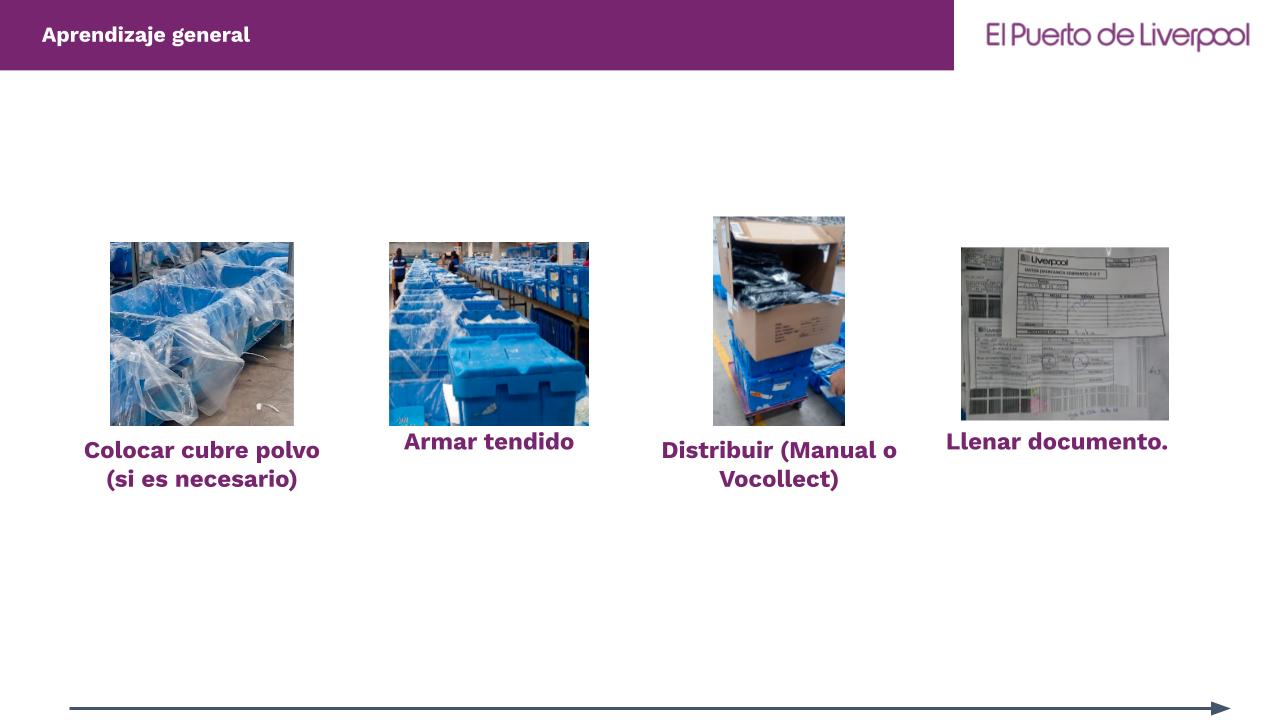 Aprendizaje general
El Puerto de Liverpool
Colocar cubre polvo
(si es necesario)
Armar tendido
Distribuir (Manual o
Vocollect)
Liverpool
Llenar documento.